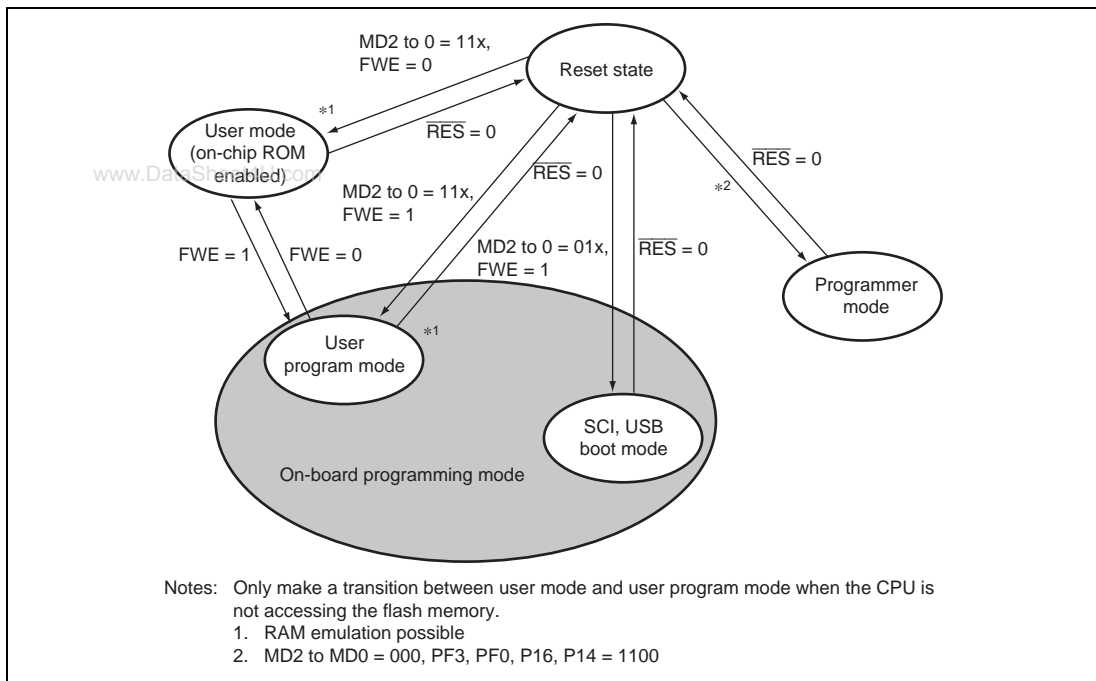 MD2 to 0 = 11x,
FWE = 0
Reset state
*1
RES = 0
User mode
(on-chip ROM
enabled)
www.DataSheet4U.com
MD2 to 0 = 11x,
FWE = 1
RES = 0
RES = 0
*2
FWE = 1
FWE = 0
MD2 to 0 = 01x,
FWE = 1
RES = 0
Programmer
mode
User
program mode
*1
SCI, USB
boot mode
On-board programming mode
Notes: Only make a transition between user mode and user program mode when the CPU is
not accessing the flash memory.
1. RAM emulation possible
2. MD2 to MD0 = 000, PF3, PF0, P16, P14 = 1100